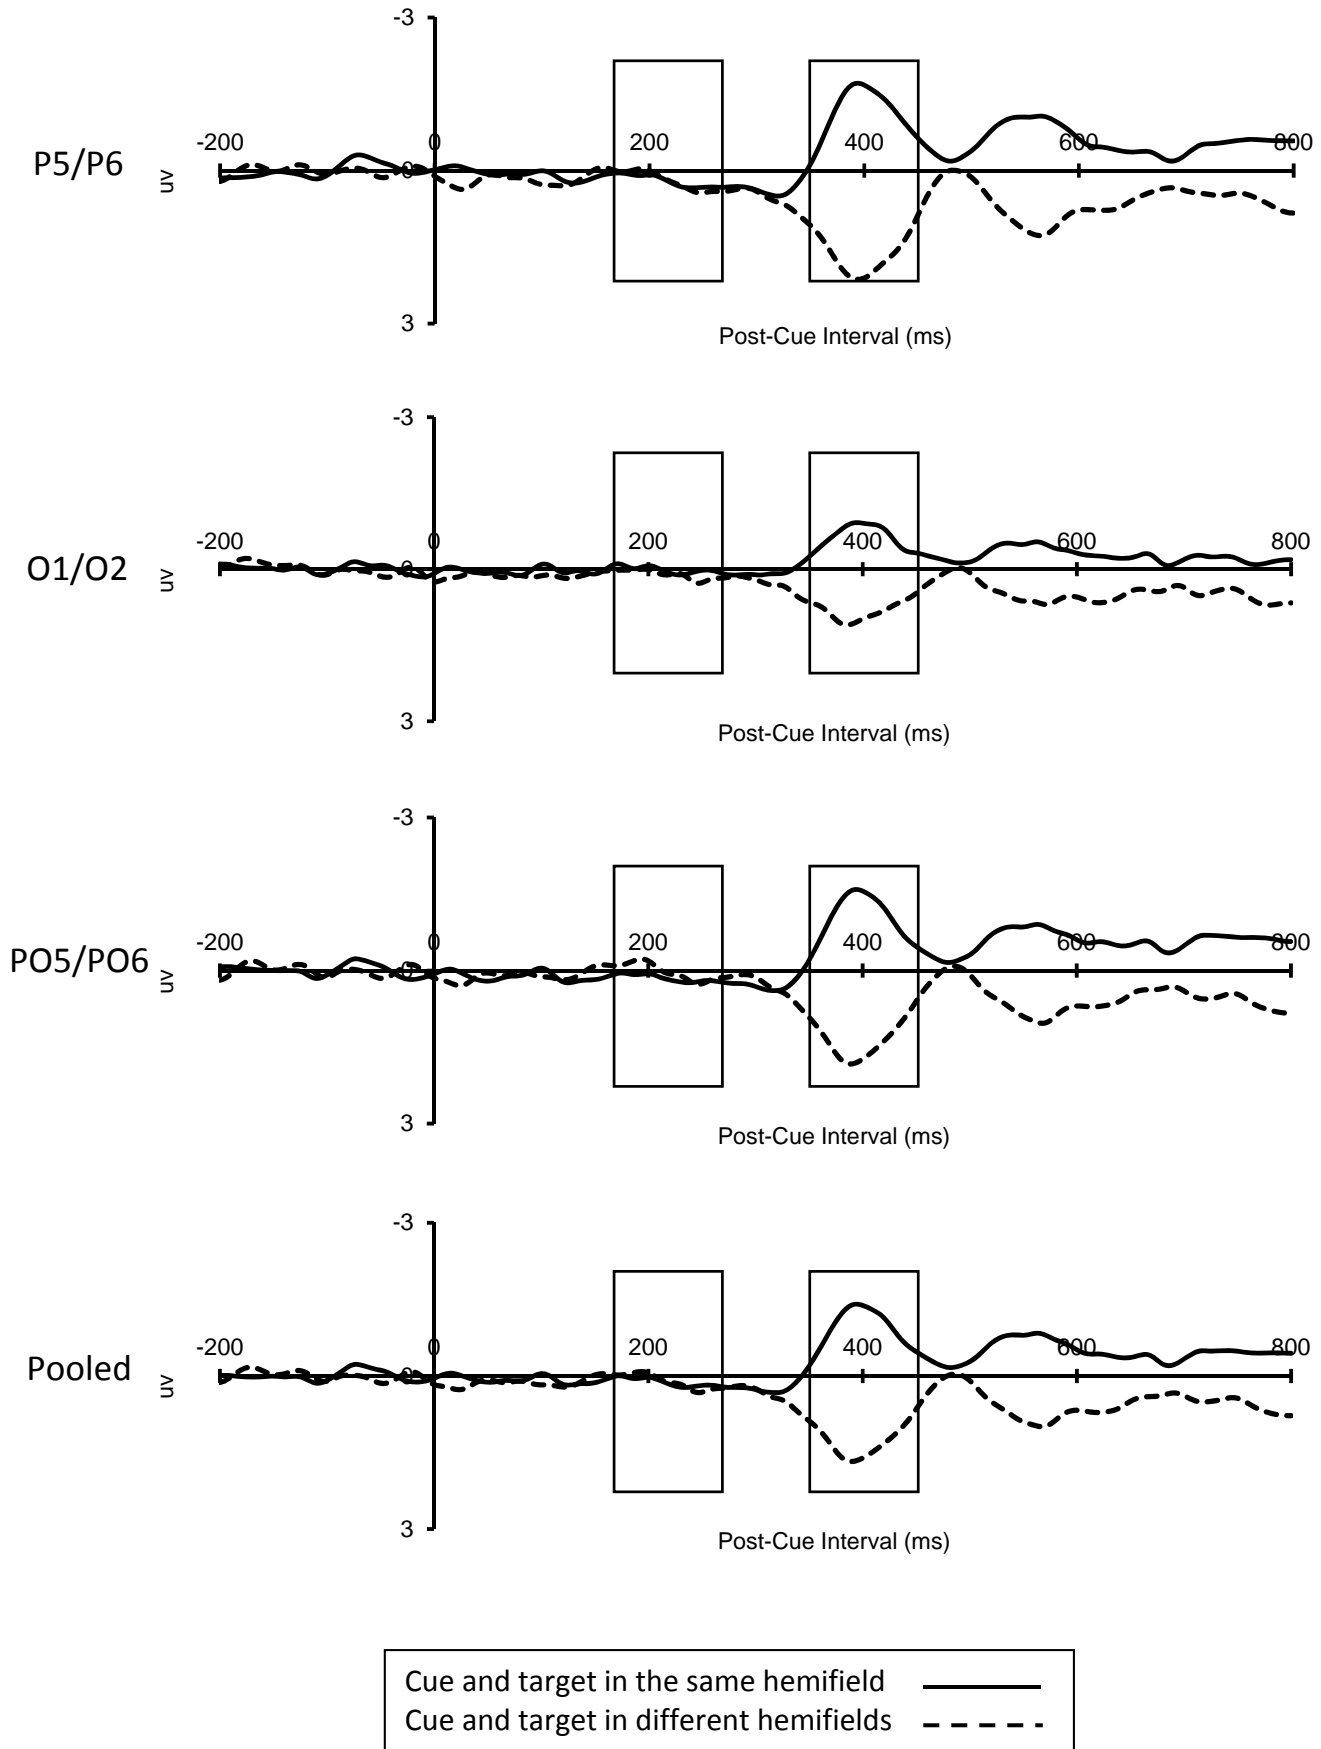 -3
P5/P6
uv
-200 0 200 400 600 800
0
3
Post-Cue Interval (ms)
-3
O1/O2
uv
-200 0 200 400 600 800
0
3
Post-Cue Interval (ms)
-3
PO5/PO6
uv
-200 0 200 400 600 800
0
3
Post-Cue Interval (ms)
-3
Pooled
uv
-200 0 200 400 600 800
0
3
Post-Cue Interval (ms)
Cue and target in the same hemifield
Cue and target in different hemifields